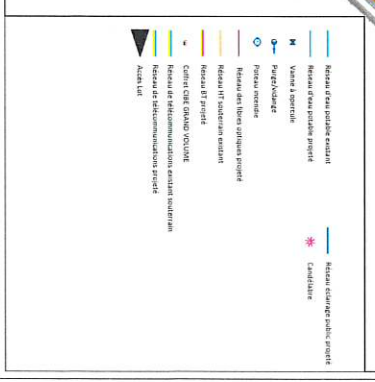 Réseau d'eau potable existant
Réseau d'eau potable projeté
Vanne à opercule
Purge/vidange
Poteau incendie
Réseau des fibres optiques projeté
Réseau HT souterrain existant
Réseau BT projeté
Coffret CIBE GRAND VOLUME
Réseau de télécommunications existant souterrain
Réseau de télécommunications projeté
Accès Lot
Réseau éclairage public projeté
Candélabre